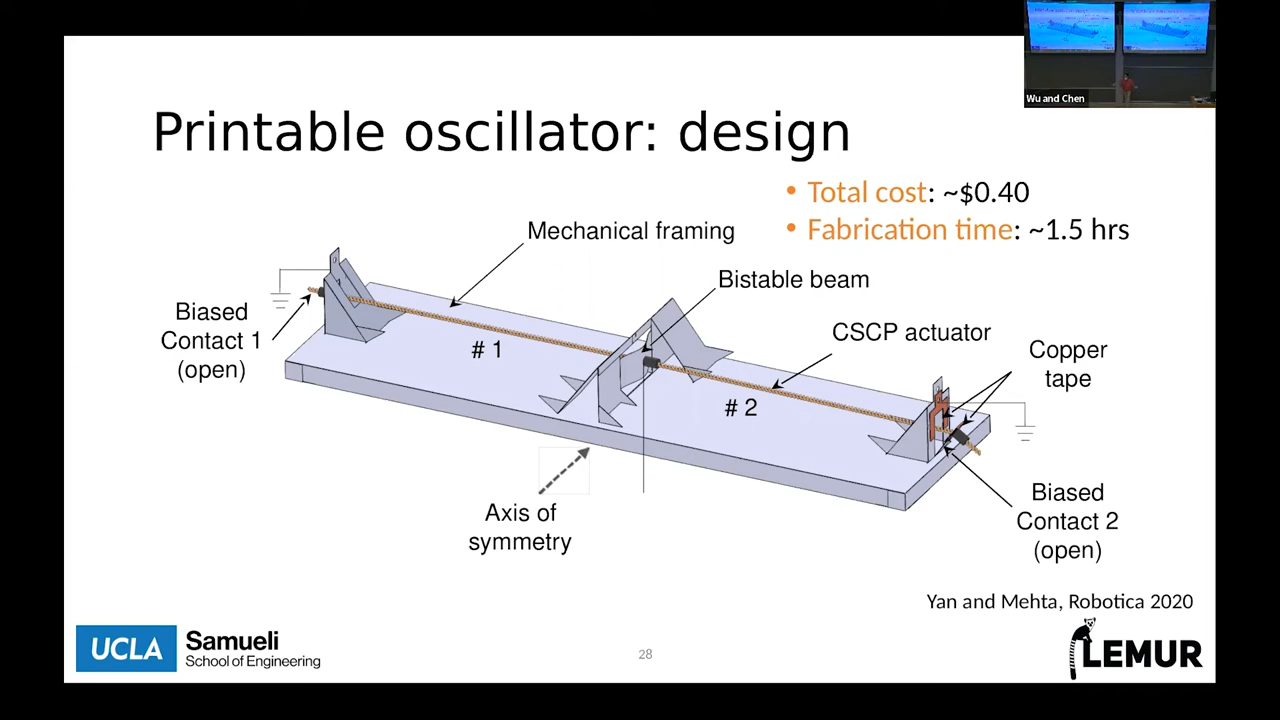 Wu and Chen
Printable oscillator: design
• Total cost: ~$0.40
• Fabrication time: ~1.5 hrs
Mechanical framing
Bistable beam
CSCP actuator
Copper
tape
Biased
Contact 1
(open)
# 1
# 2
Axis of
symmetry
Biased
Contact 2
(open)
Yan and Mehta, Robotica 2020
UCLA Samueli
School of Engineering
28
LEMUR